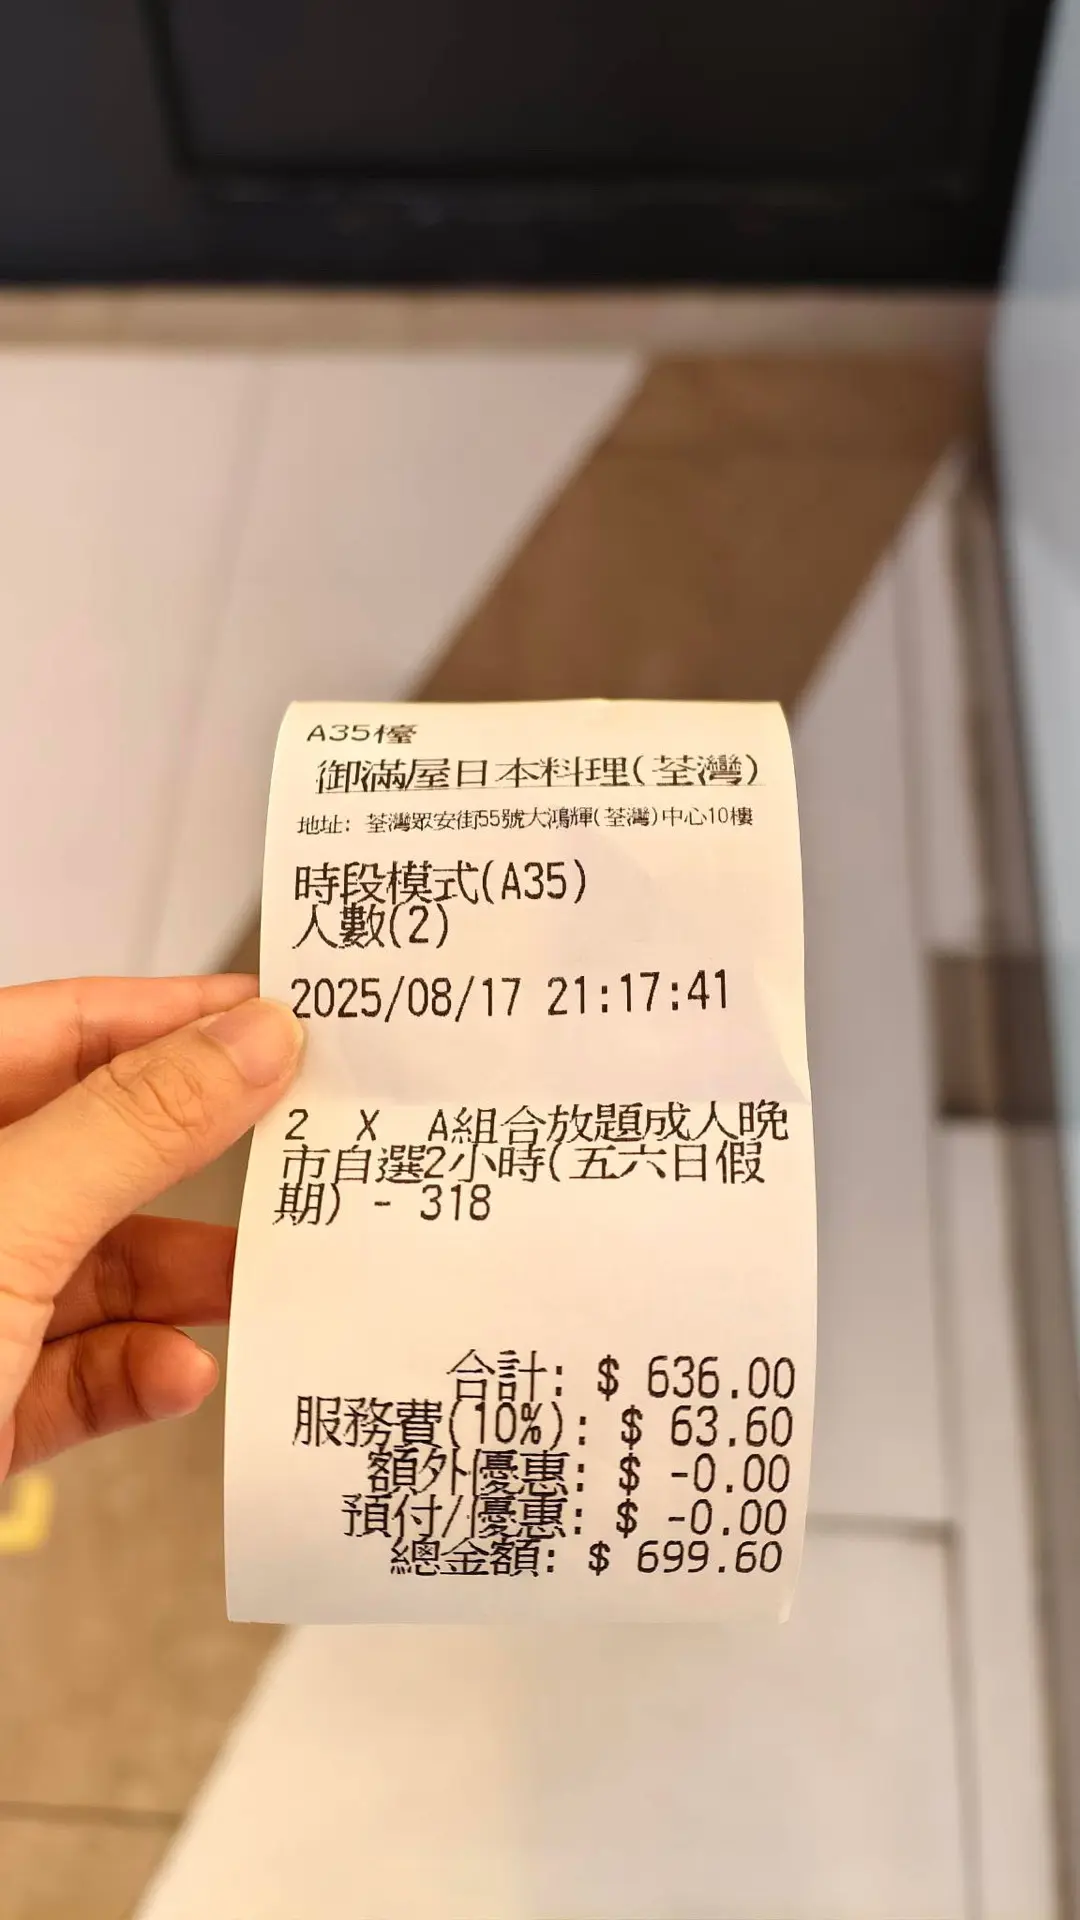 A35檯
御滿屋日本料理(荃灣)
地址: 荃灣眾安街55號大鴻輝(荃灣)中心10樓
時段模式(A35)
人數(2)
2025/08/17 21:17:41
2 X A組合放題成人晚
市自選2小時(五六日假
期) - 318
合計: $ 636.00
服務費(10%): $ 63.60
額外優惠: $ -0.00
預付/優惠: $ -0.00
總金額: $ 699.60